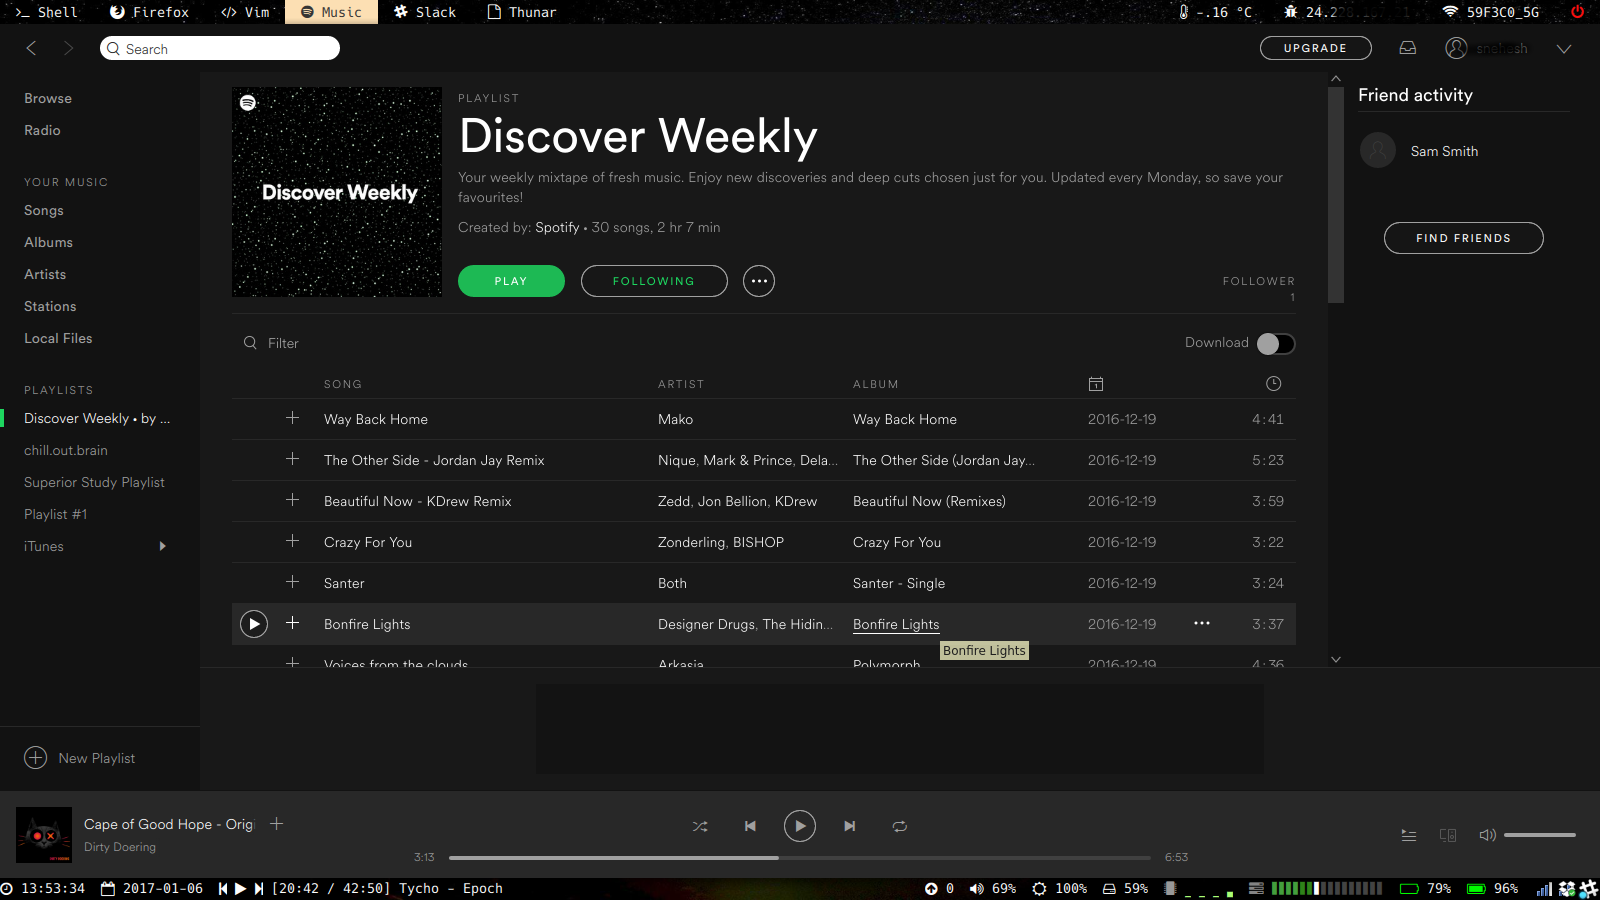 Shell Firefox Vim Music Slack Thunar -.16 °C 24.2 59F3C0_5G
Search UPGRADE
Browse
Radio
YOUR MUSIC
Songs
Albums
Artists
Stations
Local Files
PLAYLISTS
Discover Weekly • by ...
chill.out.brain
Superior Study Playlist
Playlist #1
iTunes
New Playlist
Discover Weekly
PLAYLIST
Discover Weekly
Your weekly mixtape of fresh music. Enjoy new discoveries and deep cuts chosen just for you. Updated every Monday, so save your
favourites!
Created by: Spotify • 30 songs, 2 hr 7 min
PLAY FOLLOWING FOLLOWER
1
Filter Download
SONG ARTIST ALBUM
Way Back Home Mako Way Back Home 2016-12-19 4:41
The Other Side - Jordan Jay Remix Nique, Mark & Prince, Dela... The Other Side (Jordan Jay... 2016-12-19 5:23
Beautiful Now - KDrew Remix Zedd, Jon Bellion, KDrew Beautiful Now (Remixes) 2016-12-19 3:59
Crazy For You Zonderling, BISHOP Crazy For You 2016-12-19 3:22
Santer Both Santer - Single 2016-12-19 3:24
Bonfire Lights Designer Drugs, The Hidin... Bonfire Lights 2016-12-19 3:37
Bonfire Lights
Voices from the clouds Arkasia Polymorph 2016-12-19 4:36
Friend activity
Sam Smith
FIND FRIENDS
Cape of Good Hope - Origi
Dirty Doering
3:13 6:53
13:53:34 2017-01-06 [20:42 / 42:50] Tycho - Epoch 0 69% 100% 59% 79% 96%